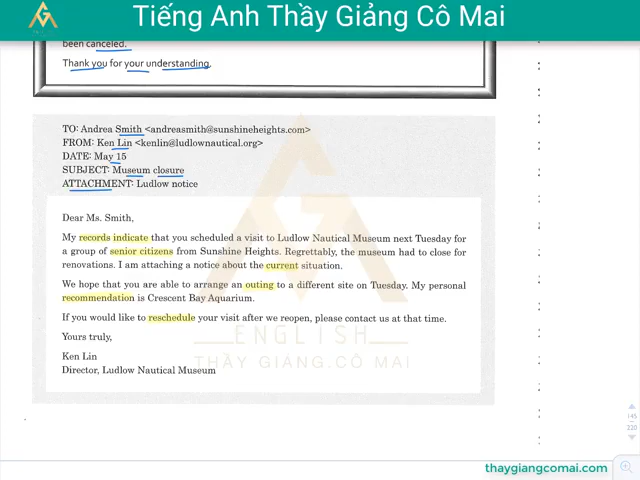 Tiếng Anh Thầy Giảng Cô Mai
been canceled.
Thank you for your understanding.
TO: Andrea Smith <andreasmith@sunshineheights.com>
FROM: Ken Lin <kenlin@ludlownautical.org>
DATE: May 15
SUBJECT: Museum closure
ATTACHMENT: Ludlow notice
Dear Ms. Smith,
My records indicate that you scheduled a visit to Ludlow Nautical Museum next Tuesday for
a group of senior citizens from Sunshine Heights. Regrettably, the museum had to close for
renovations. I am attaching a notice about the current situation.
We hope that you are able to arrange an outing to a different site on Tuesday. My personal
recommendation is Crescent Bay Aquarium.
If you would like to reschedule your visit after we reopen, please contact us at that time.
Yours truly,
ENGLISH
Ken Lin
THẦY GIẢNG.CÔ MAI
Director, Ludlow Nautical Museum
145
220
thaygiangcomai.com